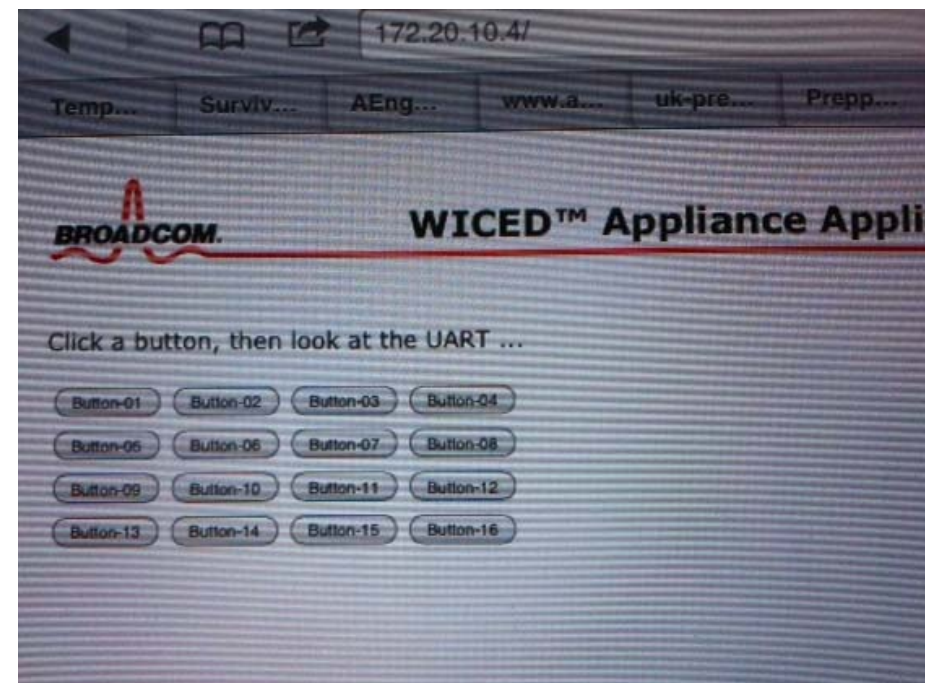 172.20.10.4/
Temp... Surviv... AEng... www.a... uk-pre... Prepp...
BROADCOM.
WICED™ Appliance Appli
Click a button, then look at the UART ...
Button-01 Button-02 Button-03 Button-04
Button-05 Button-06 Button-07 Button-08
Button-09 Button-10 Button-11 Button-12
Button-13 Button-14 Button-15 Button-16